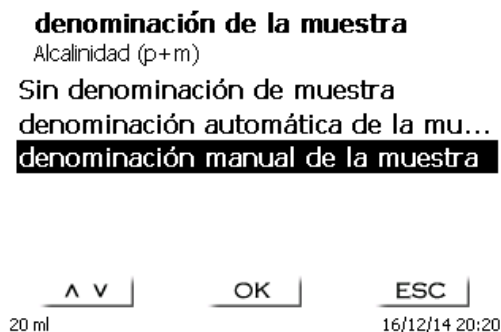 denominación de la muestra
Alcalinidad (p+m)
Sin denominación de muestra
denominación automática de la mu...
denominación manual de la muestra
∧ ∨ OK ESC
20 ml 16/12/14 20:20